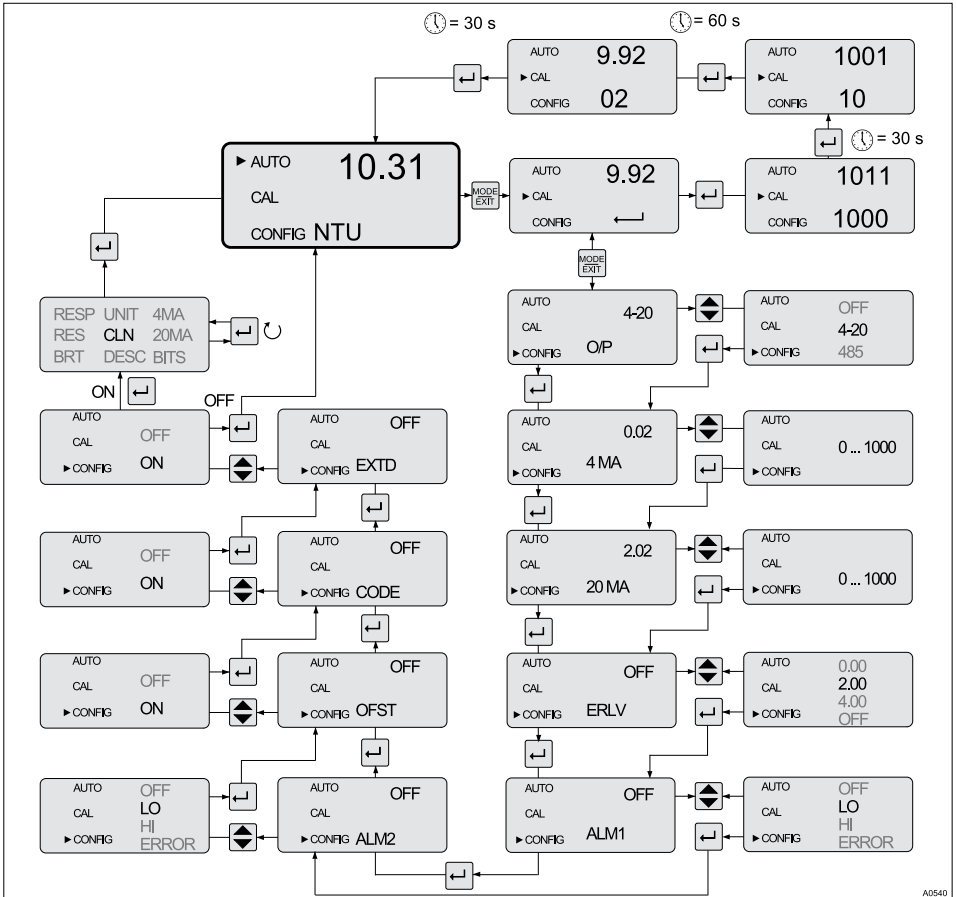 = 30 s
= 60 s
AUTO 9.92
CAL
CONFIG 02
AUTO 1001
CAL
CONFIG 10
= 30 s
AUTO 10.31
CAL
CONFIG NTU
MODE
EXIT
AUTO 9.92
CAL
CONFIG
AUTO 1011
CAL
CONFIG 1000
MODE
EXIT
RESP UNIT 4MA
RES CLN 20MA
BRT DESC BITS
ON
OFF
AUTO
4-20
CAL
CONFIG O/P
AUTO OFF
CAL 4-20
CONFIG 485
AUTO
CAL OFF
CONFIG ON
AUTO OFF
CAL
CONFIG EXTD
AUTO 0.02
CAL
CONFIG 4 MA
AUTO
CAL 0 ... 1000
CONFIG
AUTO
CAL OFF
CONFIG ON
AUTO OFF
CAL
CONFIG CODE
AUTO 2.02
CAL
CONFIG 20 MA
AUTO
CAL 0 ... 1000
CONFIG
AUTO
CAL OFF
CONFIG ON
AUTO OFF
CAL
CONFIG OFST
AUTO OFF
CAL
CONFIG ERLV
AUTO 0.00
CAL 2.00
4.00
CONFIG OFF
AUTO OFF
CAL LO
HI
CONFIG ERROR
AUTO OFF
CAL
CONFIG ALM2
AUTO OFF
CAL
CONFIG ALM1
AUTO OFF
CAL LO
HI
CONFIG ERROR
A0540